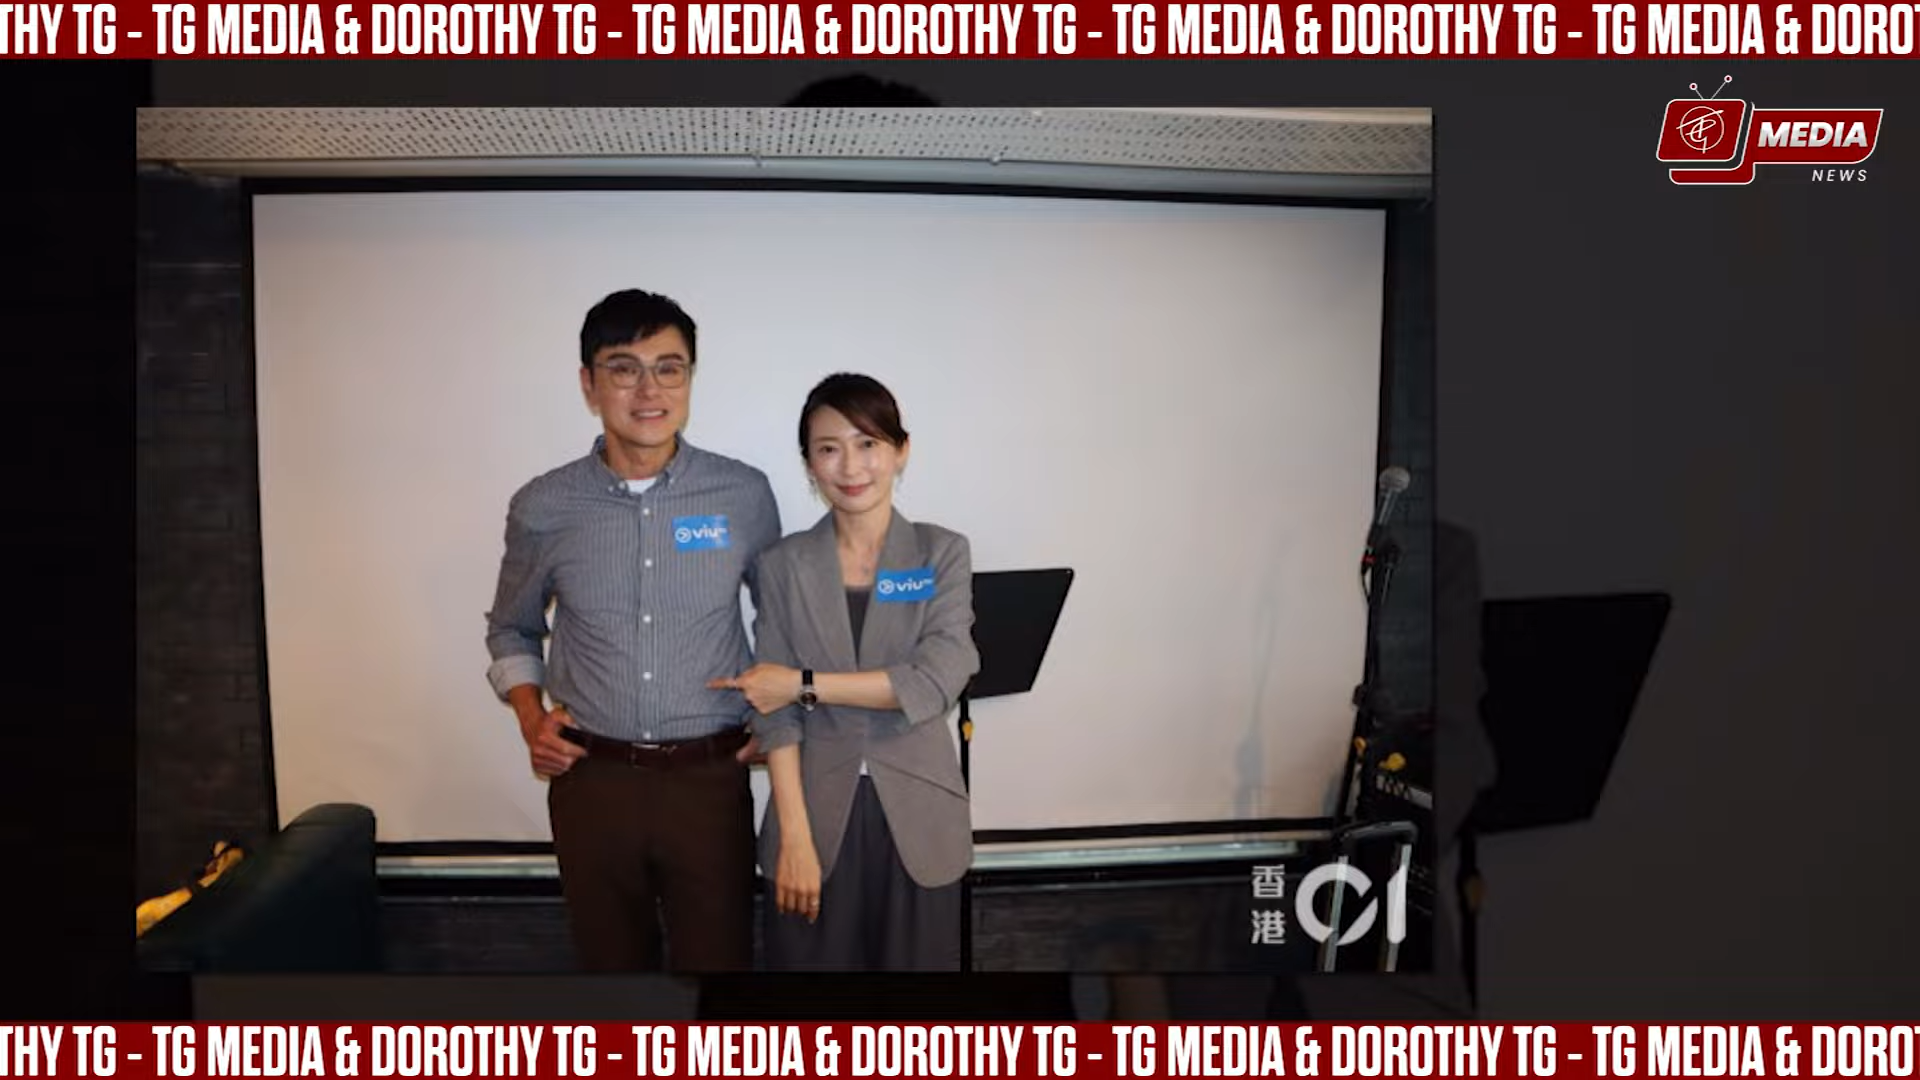 THY TG - TG MEDIA & DOROTHY TG - TG MEDIA & DOROTHY TG - TG MEDIA & DOROTHY TG - TG MEDIA & DORO
MEDIA
NEWS
viu
viu
香港01
THY TG - TG MEDIA & DOROTHY TG - TG MEDIA & DOROTHY TG - TG MEDIA & DOROTHY TG - TG MEDIA & DORO